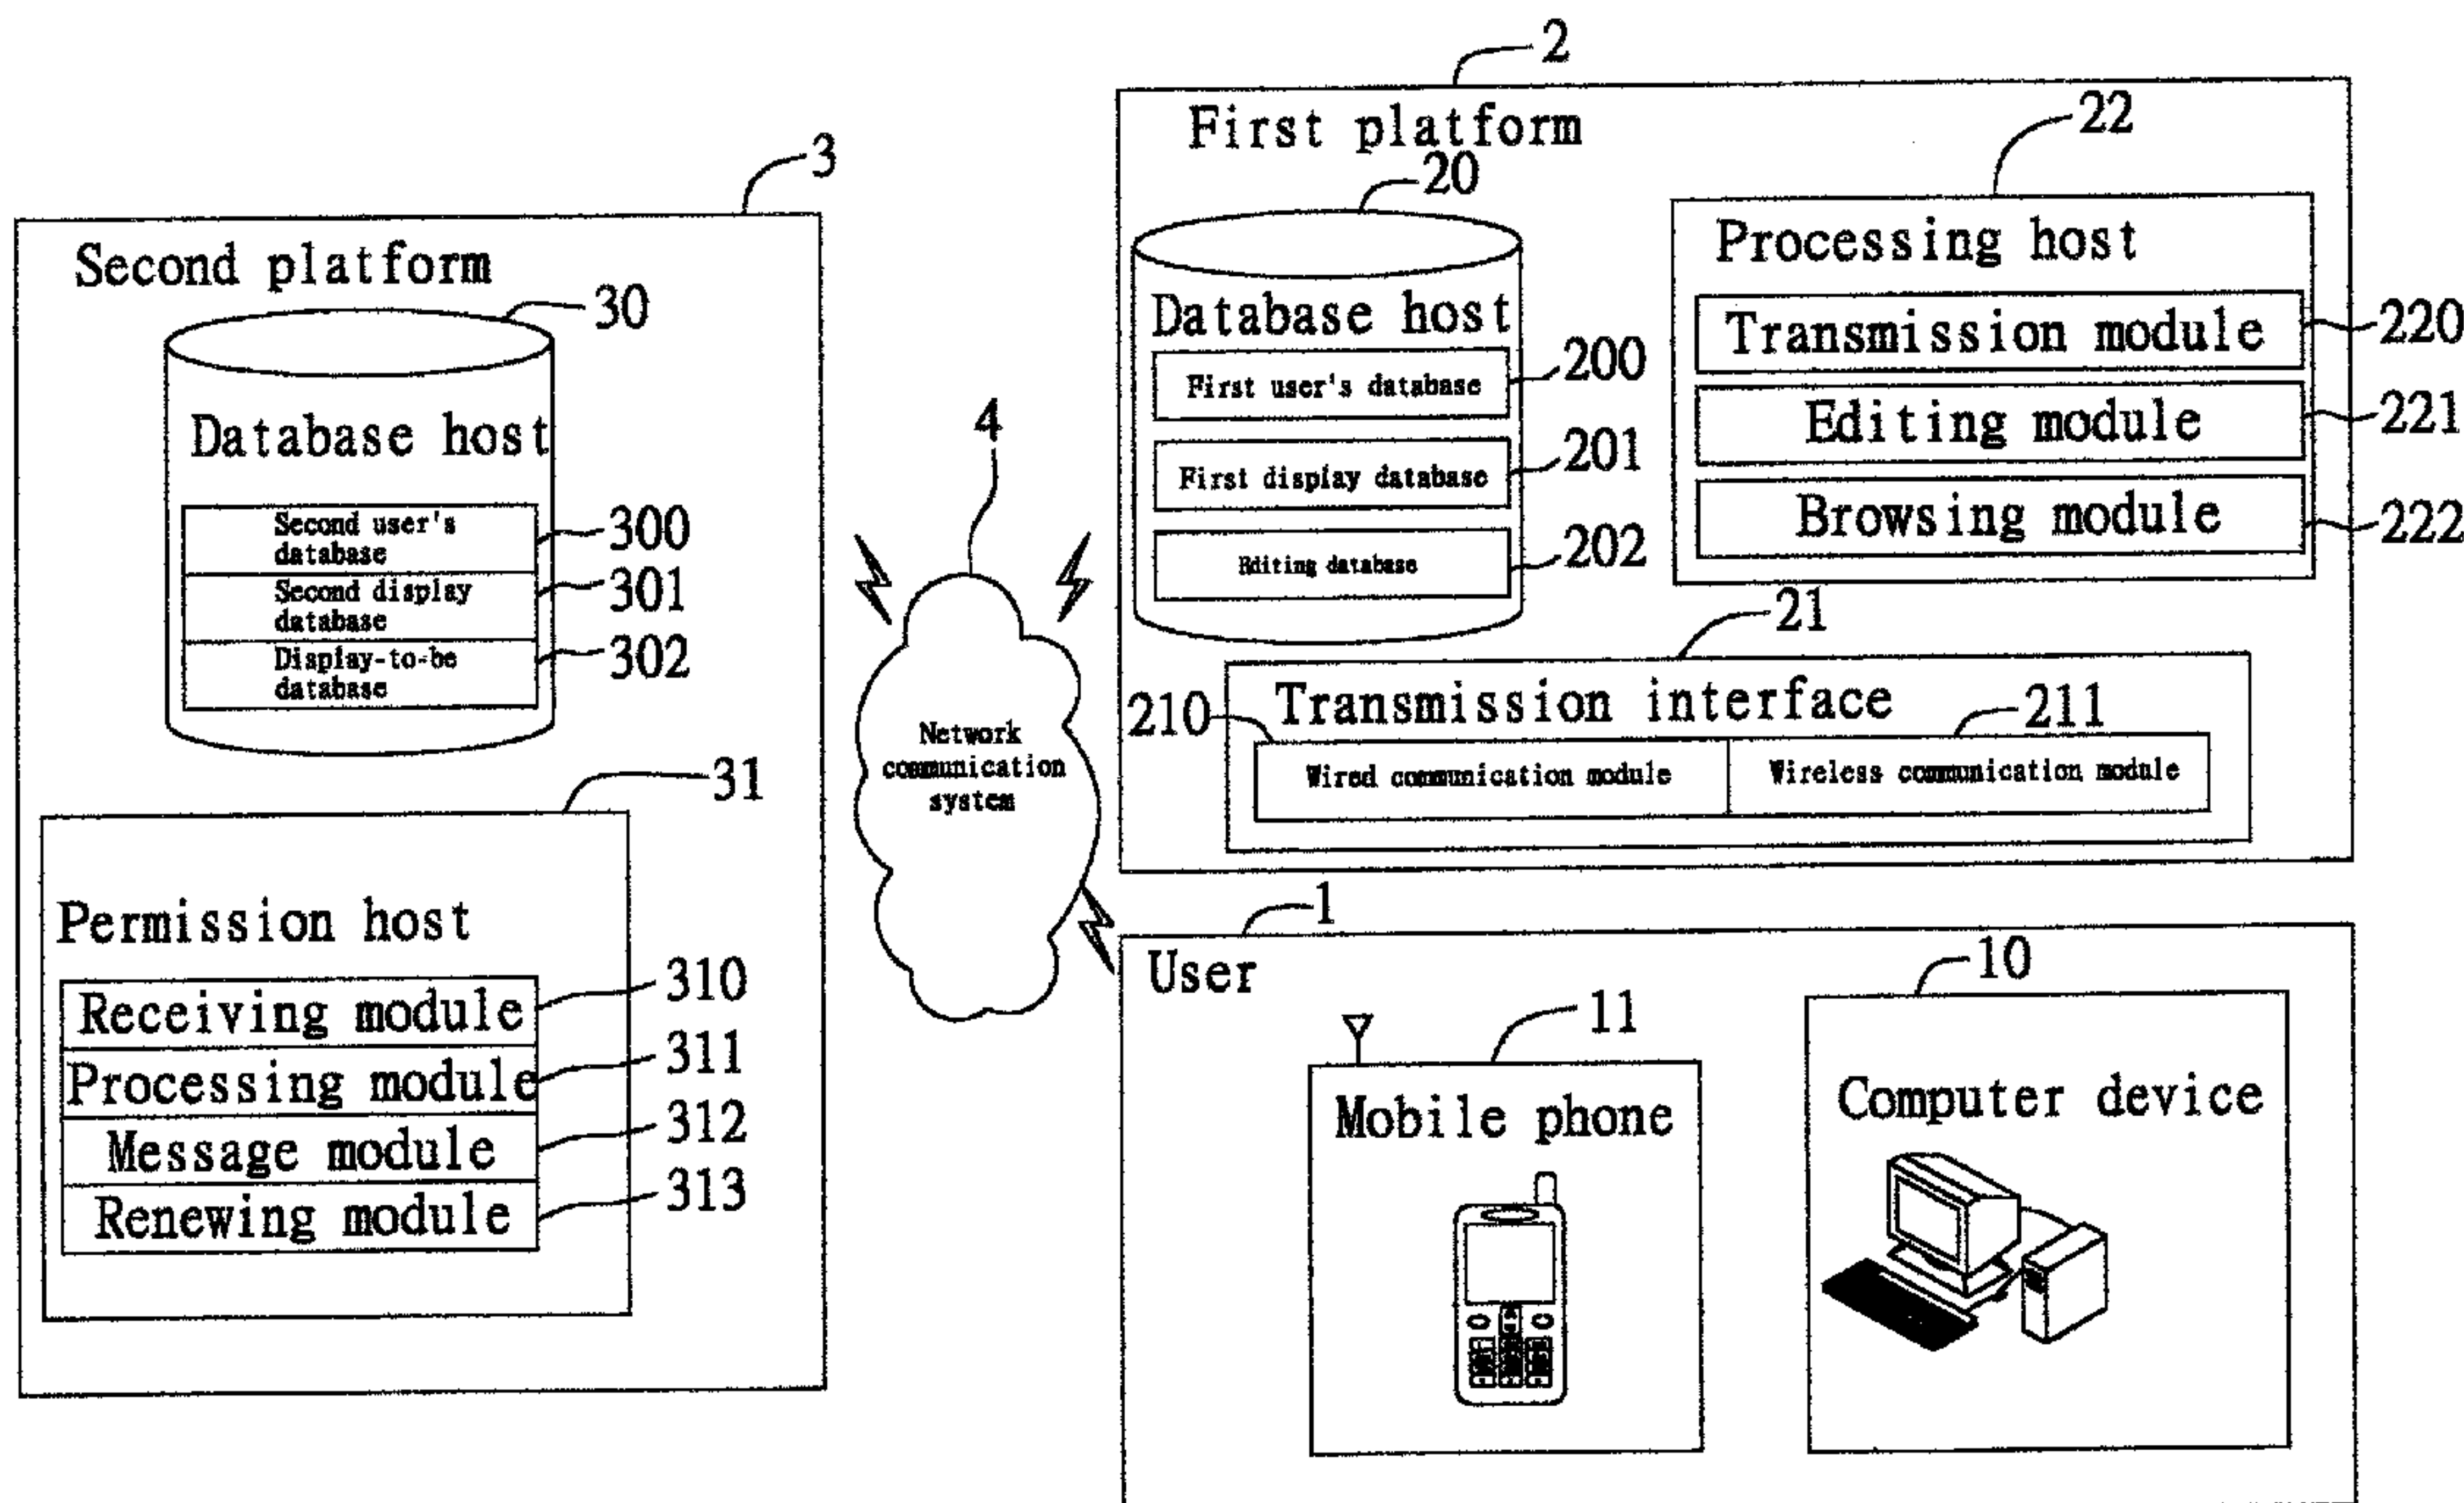 2
First platform
22
20
Processing host
Database host
Transmission module
220
First user's database
200
Editing module
221
First display database
201
Browsing module
222
Editing database
202
21
Transmission interface
210
211
Wired communication module
Wireless communication module
3
Second platform
30
Database host
Second user's
database
300
Second display
database
301
Display-to-be
database
302
31
Permission host
Receiving module
310
Processing module
311
Message module
312
Renewing module
313
4
Network
communication
system
1
User
11
Mobile phone
10
Computer device